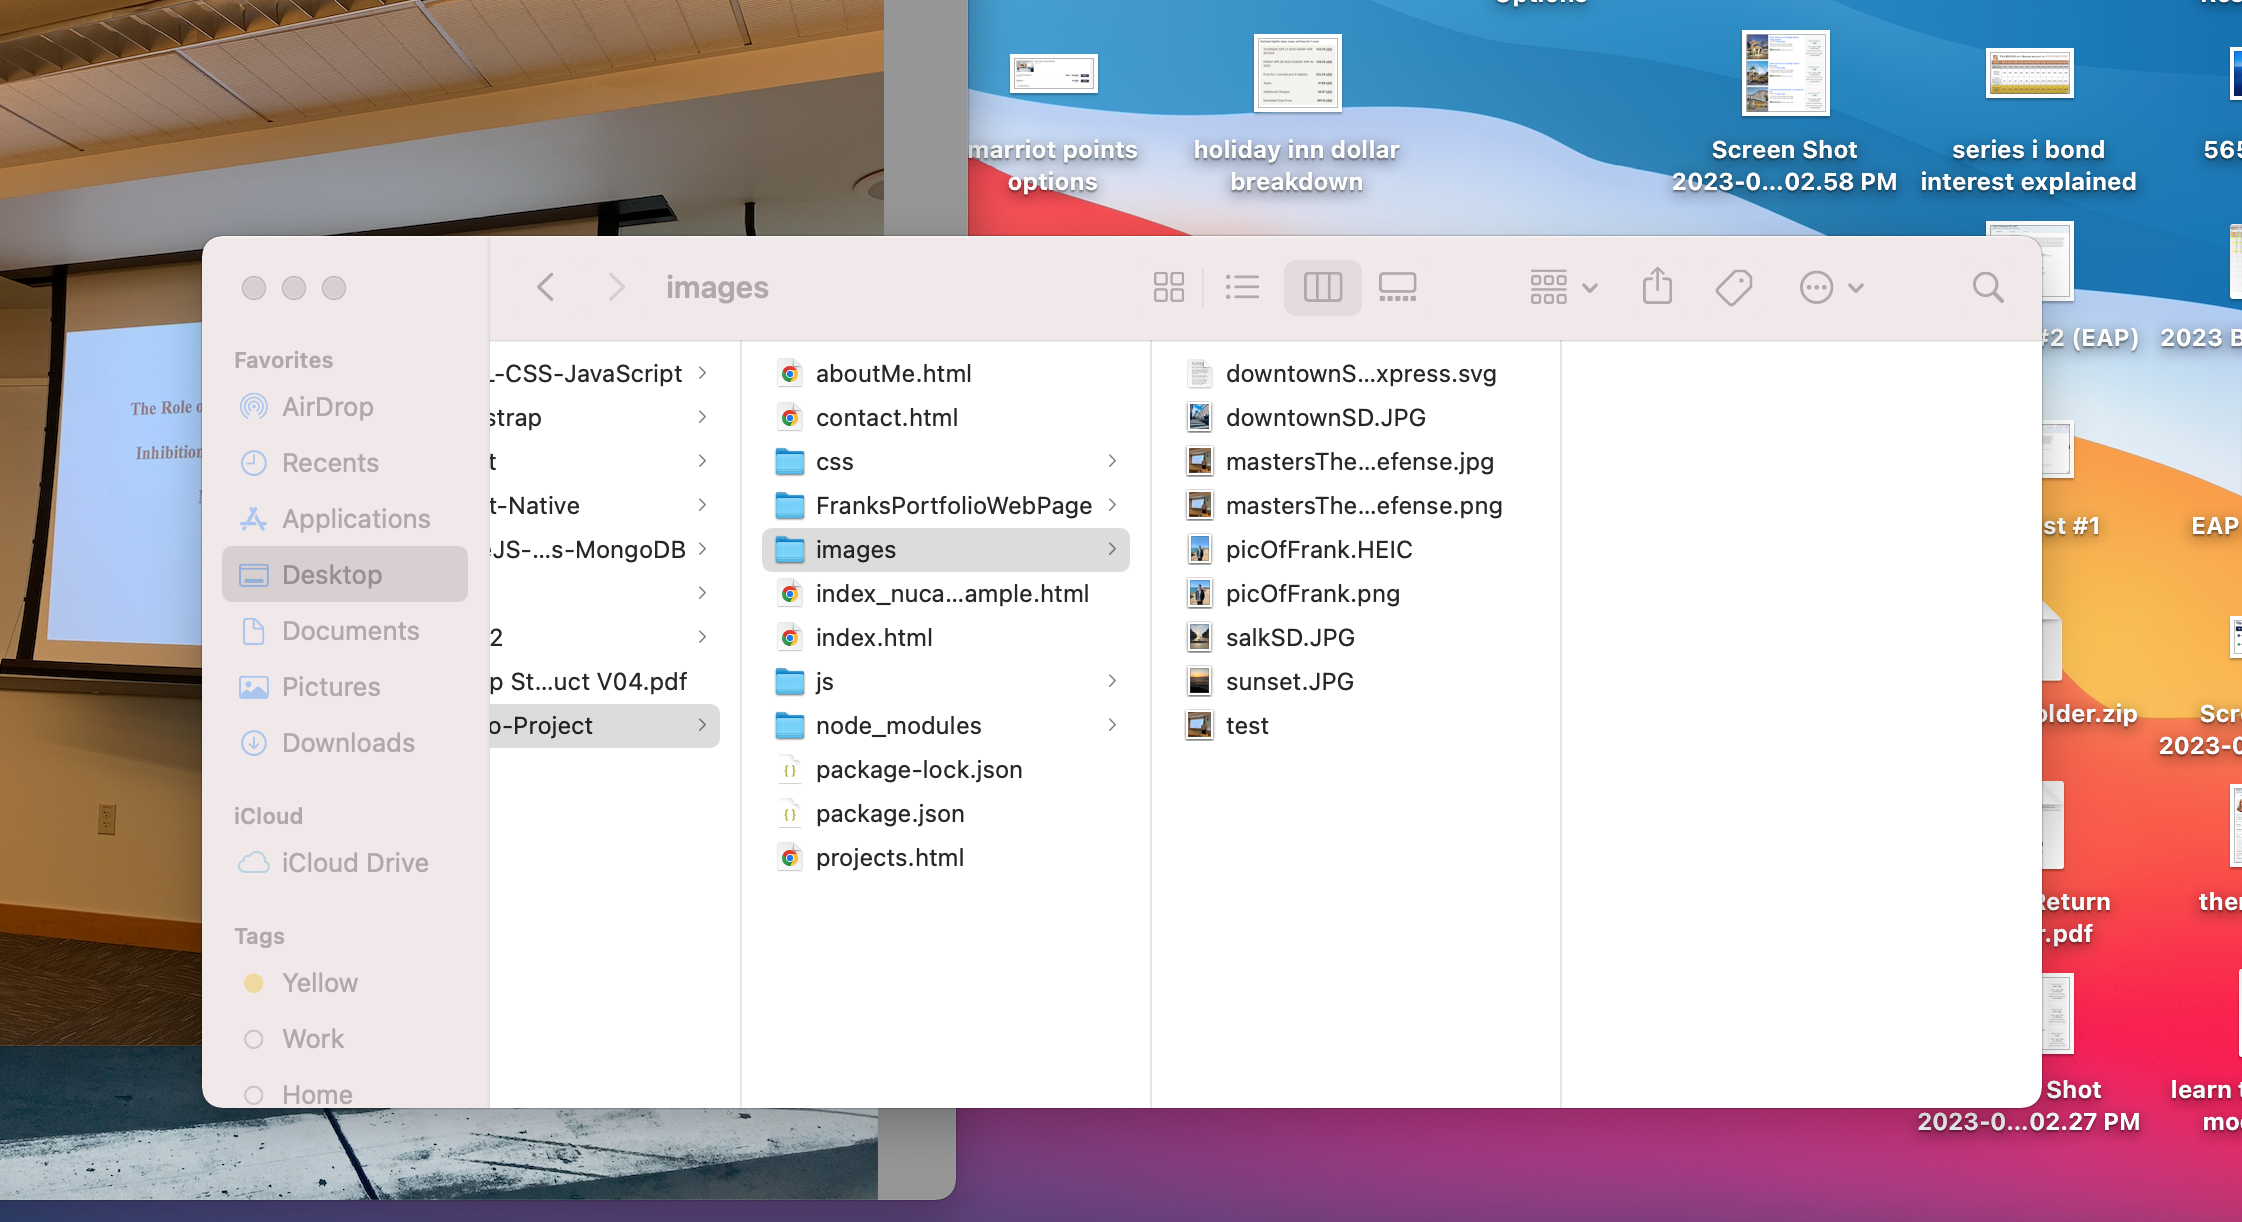 marriot points
options
holiday inn dollar
breakdown
Screen Shot
2023-0...02.58 PM
series i bond
interest explained
565
#2 (EAP)
2023 B
st #1
EAP
older.zip
Scr
2023-0
Return
r.pdf
ther
Shot
2023-0...02.27 PM
learn t
mod
The Role o
Inhibition
images
Favorites
AirDrop
Recents
Applications
Desktop
Documents
Pictures
Downloads
iCloud
iCloud Drive
Tags
Yellow
Work
Home
L-CSS-JavaScript
strap
t
t-Native
eJS-...s-MongoDB
2
p St...uct V04.pdf
o-Project
aboutMe.html
contact.html
css
FranksPortfolioWebPage
images
index_nuca...ample.html
index.html
js
node_modules
package-lock.json
package.json
projects.html
downtownS...xpress.svg
downtownSD.JPG
mastersThe...efense.jpg
mastersThe...efense.png
picOfFrank.HEIC
picOfFrank.png
salkSD.JPG
sunset.JPG
test